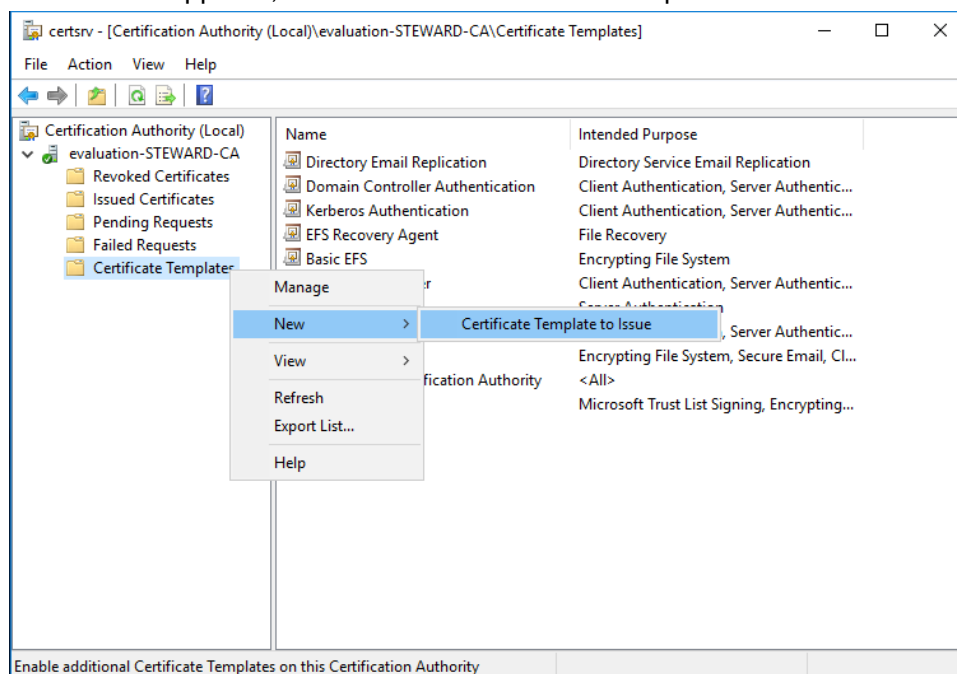 certsrv - [Certification Authority (Local)\evaluation-STEWARD-CA\Certificate Templates]
File Action View Help
Certification Authority (Local)
evaluation-STEWARD-CA
Revoked Certificates
Issued Certificates
Pending Requests
Failed Requests
Certificate Templates
Name Intended Purpose
Directory Email Replication Directory Service Email Replication
Domain Controller Authentication Client Authentication, Server Authentic...
Kerberos Authentication Client Authentication, Server Authentic...
EFS Recovery Agent File Recovery
Basic EFS Encrypting File System
r Client Authentication, Server Authentic...
, Server Authentic...
Encrypting File System, Secure Email, Cl...
fication Authority <All>
Microsoft Trust List Signing, Encrypting...
Manage
New > Certificate Template to Issue
View >
Refresh
Export List...
Help
Enable additional Certificate Templates on this Certification Authority